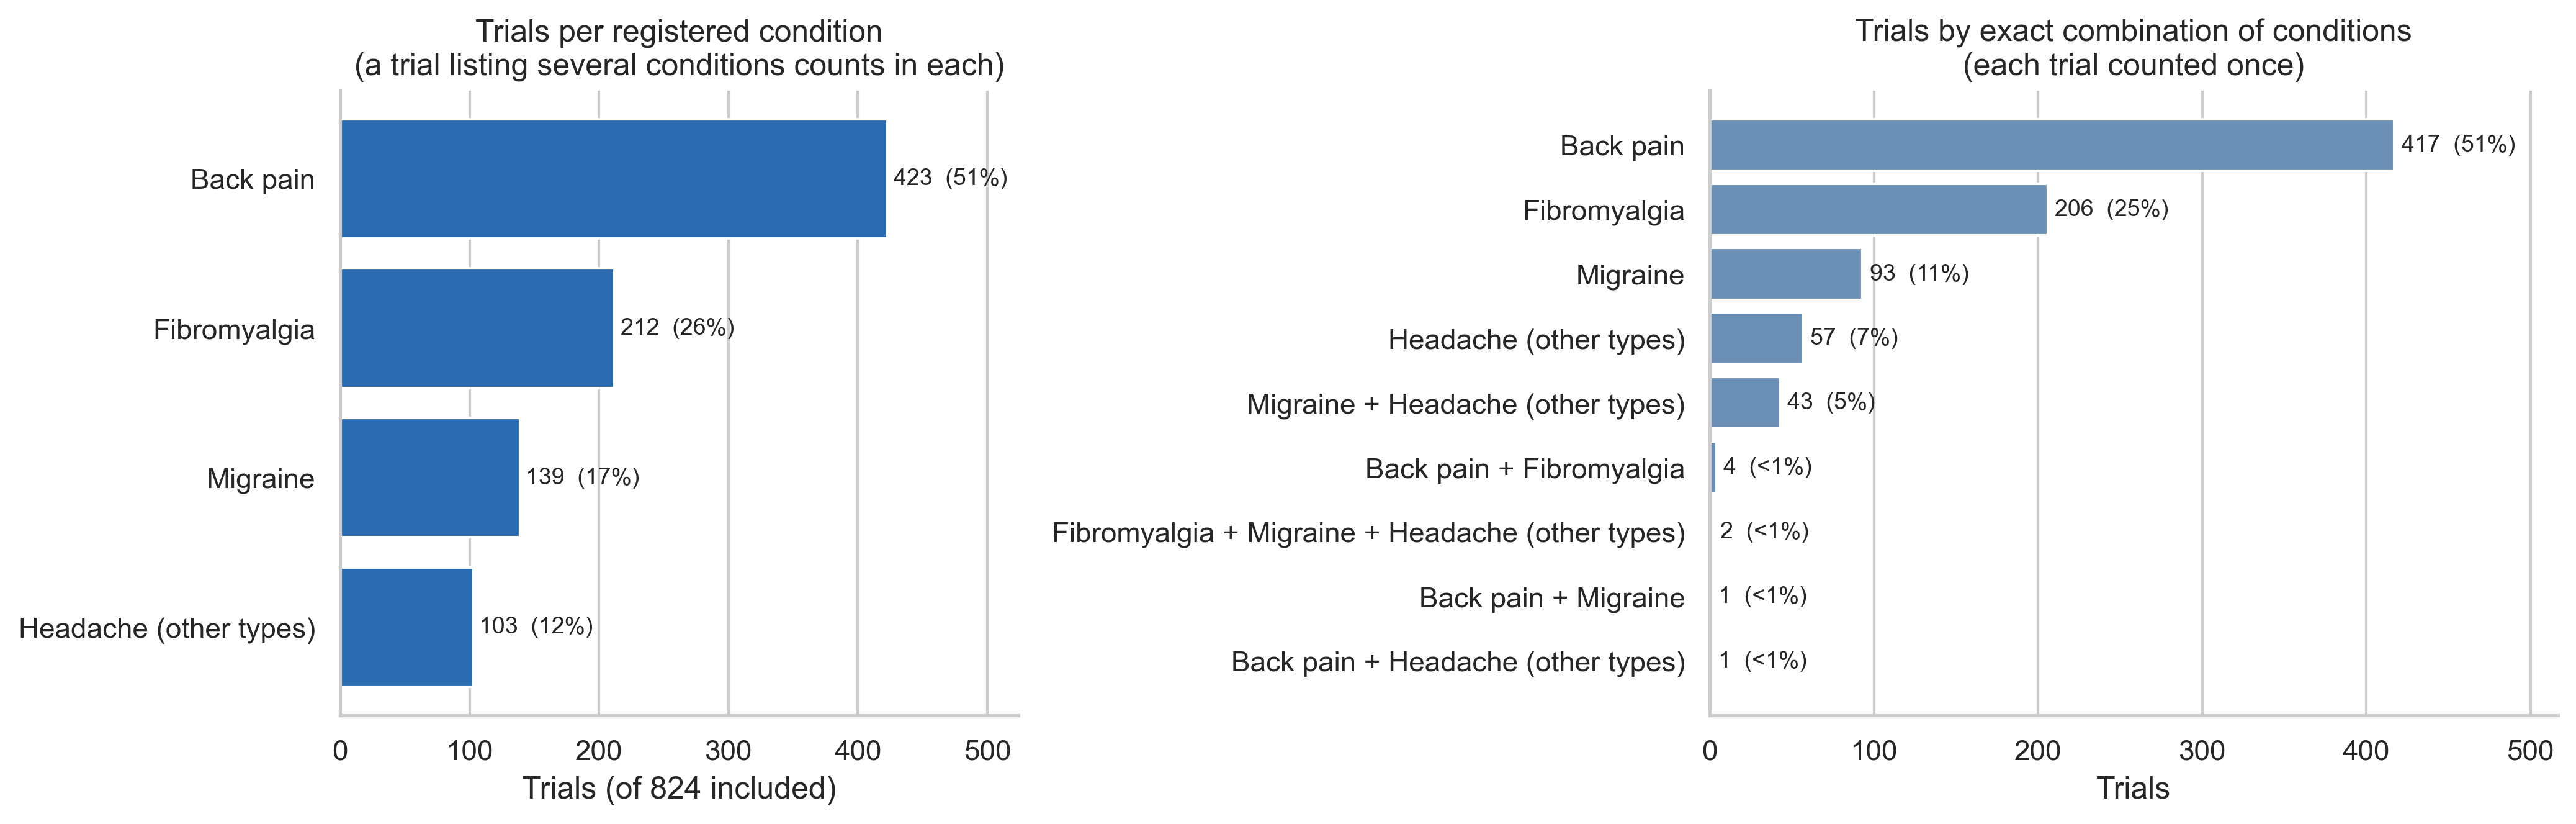 Trials per registered condition
(a trial listing several conditions counts in each)
Back pain
423 (51%)
Fibromyalgia
212 (26%)
Migraine
139 (17%)
Headache (other types)
103 (12%)
0 100 200 300 400 500
Trials (of 824 included)
Trials by exact combination of conditions
(each trial counted once)
Back pain
417 (51%)
Fibromyalgia
206 (25%)
Migraine
93 (11%)
Headache (other types)
57 (7%)
Migraine + Headache (other types)
43 (5%)
Back pain + Fibromyalgia
4 (<1%)
Fibromyalgia + Migraine + Headache (other types)
2 (<1%)
Back pain + Migraine
1 (<1%)
Back pain + Headache (other types)
1 (<1%)
0 100 200 300 400 500
Trials